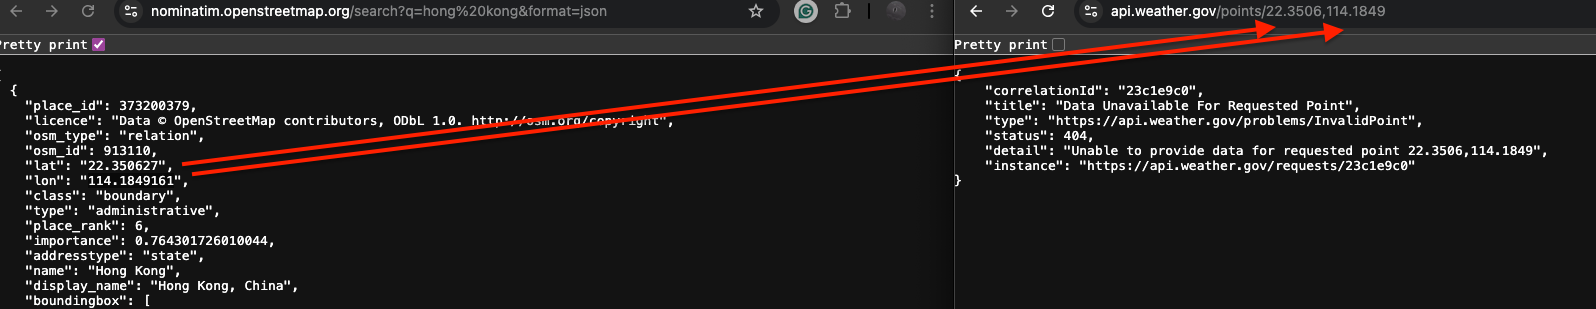 nominatim.openstreetmap.org/search?q=hong%20kong&format=json
Pretty print
[
{
"place_id": 373200379,
"licence": "Data © OpenStreetMap contributors, ODbL 1.0. http://osm.org/copyright",
"osm_type": "relation",
"osm_id": 913110,
"lat": "22.350627",
"lon": "114.1849161",
"class": "boundary",
"type": "administrative",
"place_rank": 6,
"importance": 0.764301726010044,
"addresstype": "state",
"name": "Hong Kong",
"display_name": "Hong Kong, China",
"boundingbox": [
api.weather.gov/points/22.3506,114.1849
Pretty print
{
"correlationId": "23c1e9c0",
"title": "Data Unavailable For Requested Point",
"type": "https://api.weather.gov/problems/InvalidPoint",
"status": 404,
"detail": "Unable to provide data for requested point 22.3506,114.1849",
"instance": "https://api.weather.gov/requests/23c1e9c0"
}